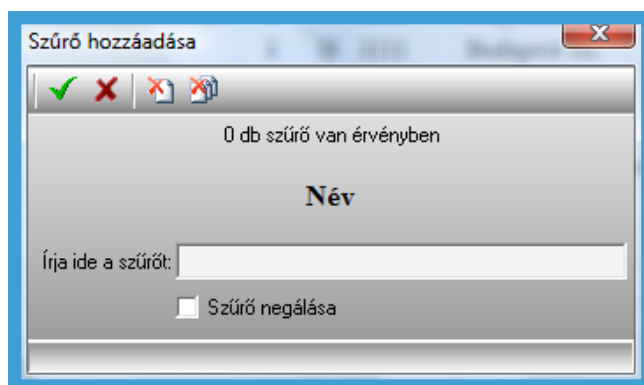 Szűrő hozzáadása
0 db szűrő van érvényben
Név
Írja ide a szűrőt:
Szűrő negálása